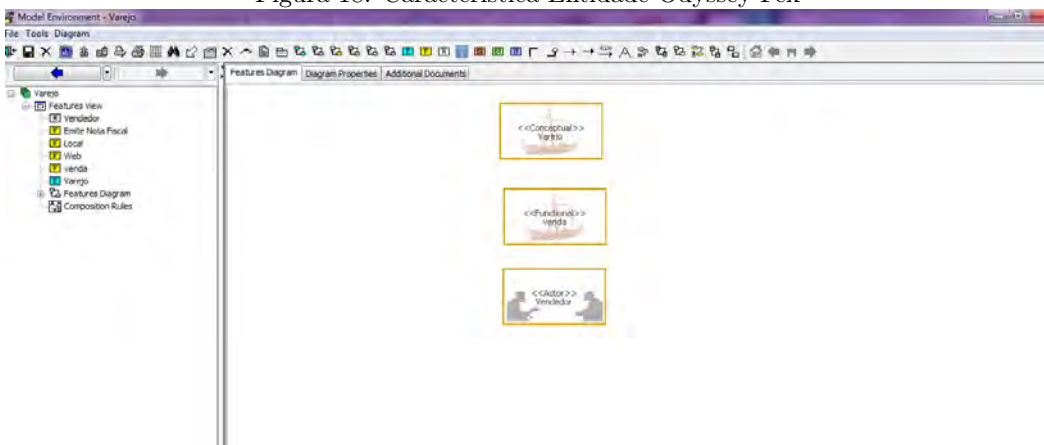 Figura 18: Característica Entidade Odyssey-Fex
Model Environment - Varejo
File Tools Diagram
Features Diagram Diagram Properties Additional Documents
Varejo
Features view
Vendedor
Emite Nota Fiscal
Local
Web
venda
Varejo
Features Diagram
Composition Rules
<<Conceptual>>
Varejo
<<Functional>>
venda
<<Actor>>
Vendedor